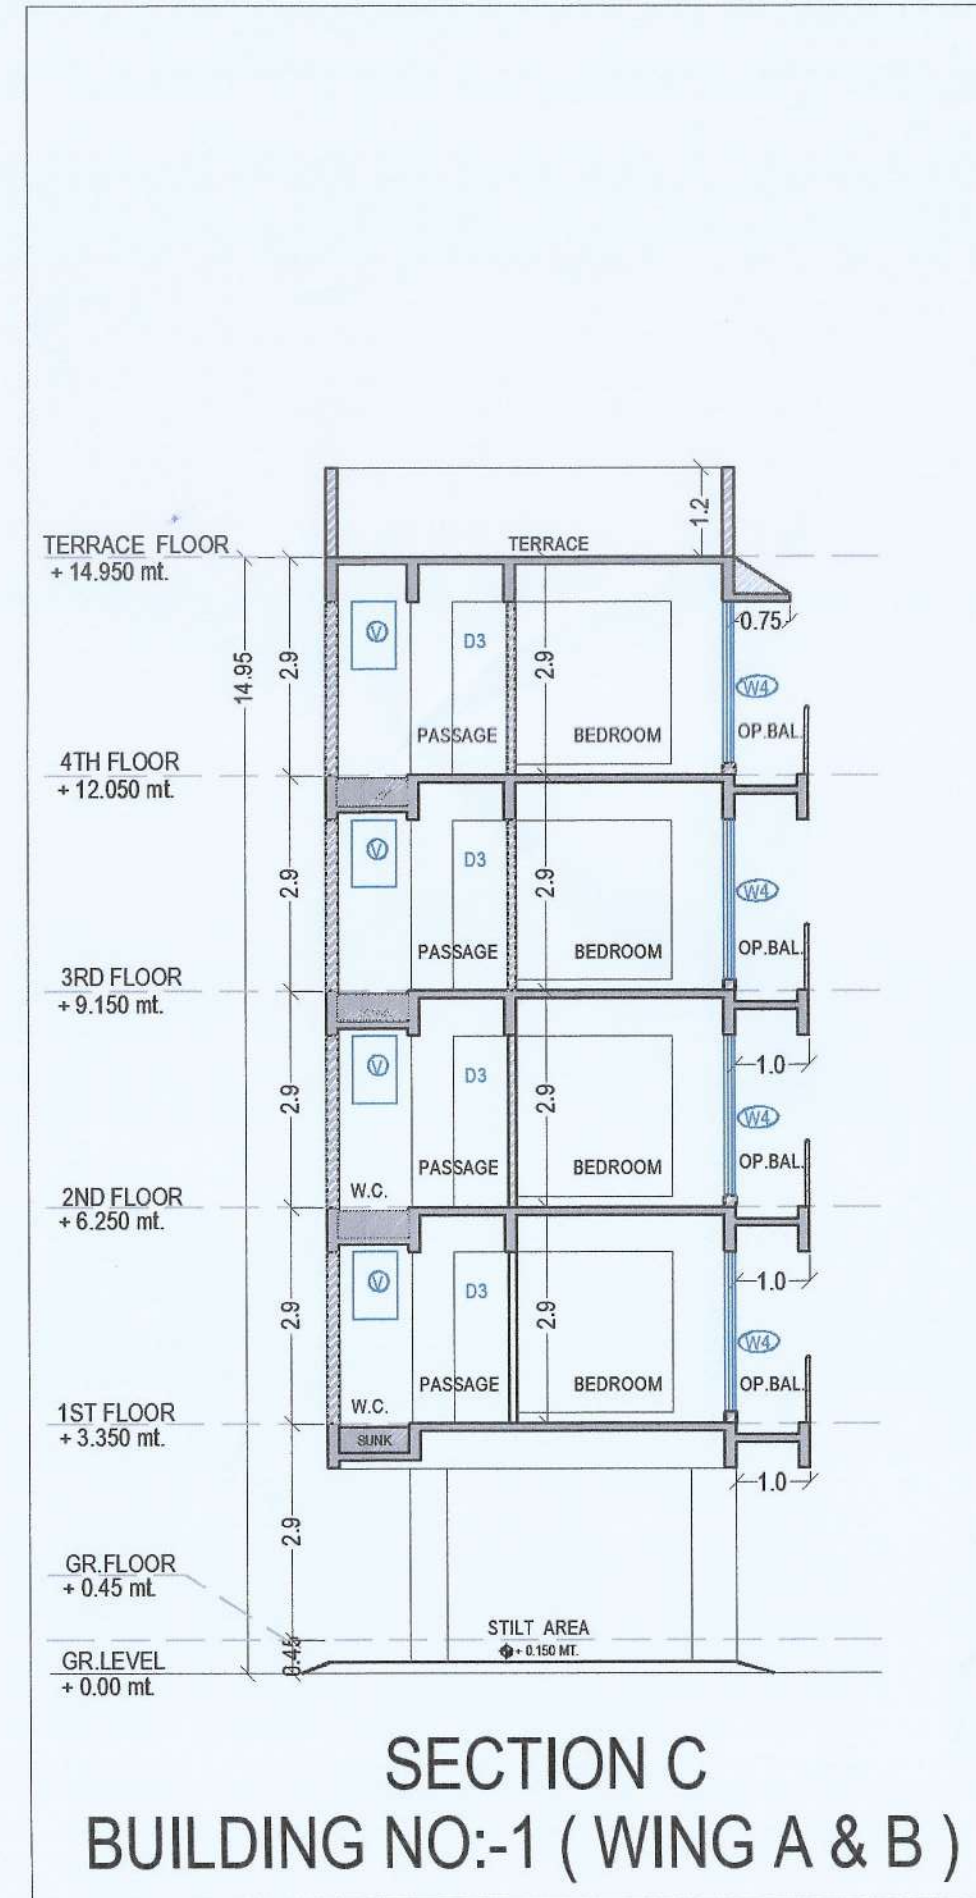 1.2
TERRACE
TERRACE FLOOR
+ 14.950 mt.
0.75
V
D3
2.9
2.9
14.95
W4
PASSAGE
BEDROOM
OP.BAL.
4TH FLOOR
+ 12.050 mt.
V
D3
2.9
2.9
W4
PASSAGE
BEDROOM
OP.BAL.
3RD FLOOR
+ 9.150 mt.
1.0
V
D3
2.9
2.9
W4
PASSAGE
BEDROOM
OP.BAL.
W.C.
2ND FLOOR
+ 6.250 mt.
1.0
V
D3
2.9
2.9
W4
PASSAGE
BEDROOM
OP.BAL.
W.C.
1ST FLOOR
+ 3.350 mt.
SUNK
1.0
2.9
GR.FLOOR
+ 0.45 mt.
STILT AREA
+ 0.150 MT.
0.45
GR.LEVEL
+ 0.00 mt.
SECTION C
BUILDING NO:-1 ( WING A & B )